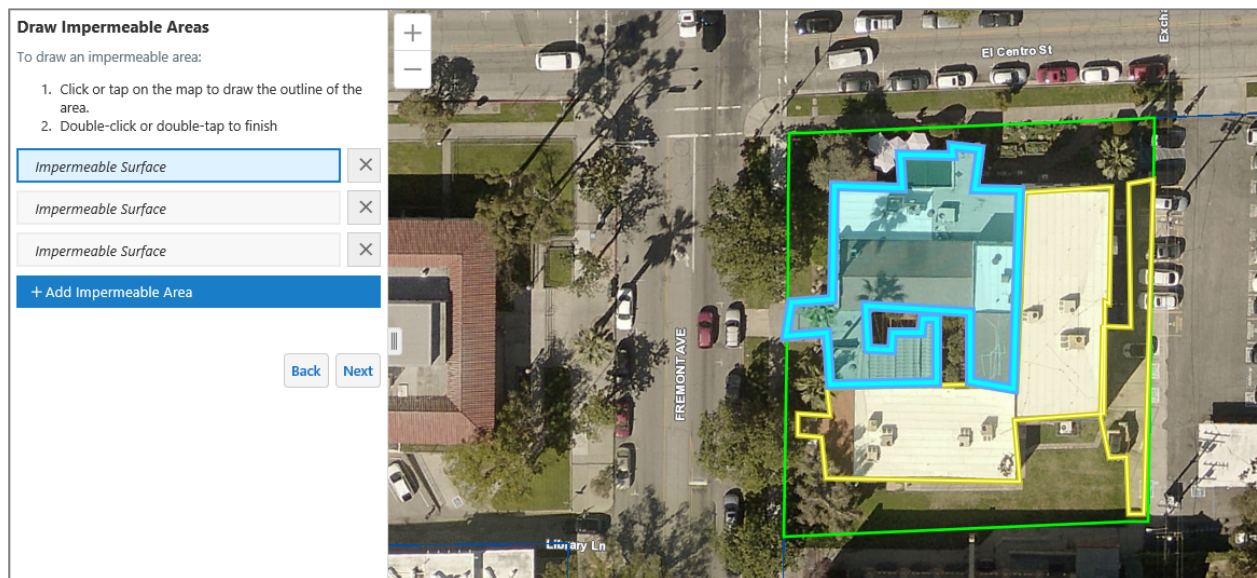 Draw Impermeable Areas
To draw an impermeable area:
1. Click or tap on the map to draw the outline of the
area.
2. Double-click or double-tap to finish
Impermeable Surface
Impermeable Surface
Impermeable Surface
+ Add Impermeable Area
Back Next
El Centro St
Excha
FREMONT AVE
Library Ln